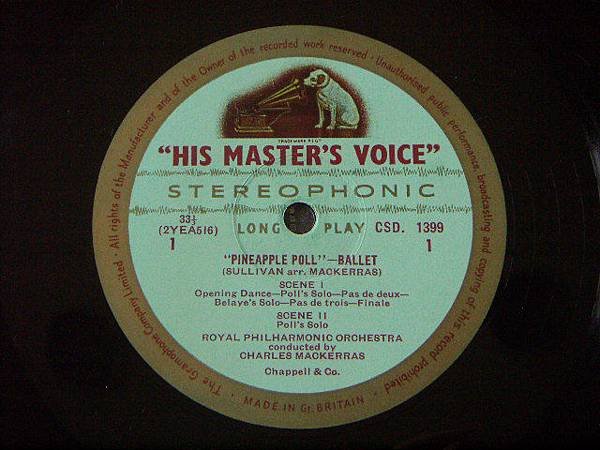 All rights of the Manufacturer and of the Owner of the recorded work reserved · Unauthorised public performance, broadcasting and copying of this record prohibited ·
TRADE MARK REGD
"HIS MASTER'S VOICE"
STEREOPHONIC
33⅓
(2YEA516) LONG PLAY CSD. 1399
1 1
"PINEAPPLE POLL"—BALLET
(SULLIVAN arr. MACKERRAS)
SCENE I
Opening Dance—Poll's Solo—Pas de deux—
Belaye's Solo—Pas de trois—Finale
SCENE II
Poll's Solo
ROYAL PHILHARMONIC ORCHESTRA
conducted by
CHARLES MACKERRAS
Chappell & Co.
The Gramophone Company Limited ·
· MADE IN Gt. BRITAIN ·